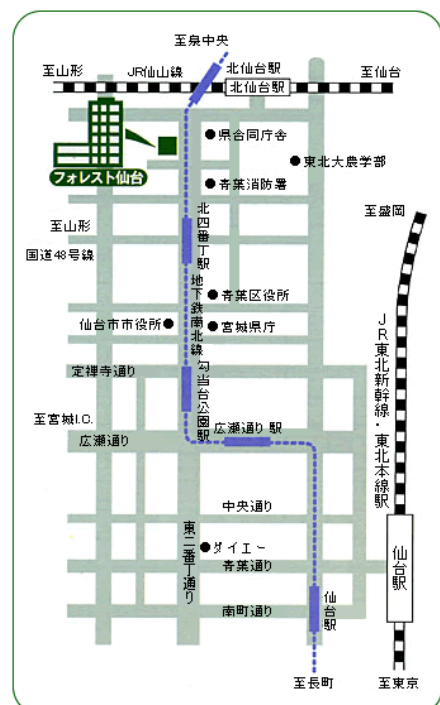 至泉中央
至山形
JR仙山線
北仙台駅
北仙台駅
至仙台
県合同庁舎
東北大農学部
フォレスト仙台
青葉消防署
北四番丁駅
至山形
国道48号線
至盛岡
地下鉄南北線
青葉区役所
仙台市市役所
宮城県庁
JR東北新幹線・東北本線駅
定禅寺通り
勾当台公園駅
至宮城I.C.
広瀬通り
広瀬通り 駅
中央通り
東二番丁通り
ダイエー
青葉通り
仙台駅
南町通り
仙台駅
至長町
至東京